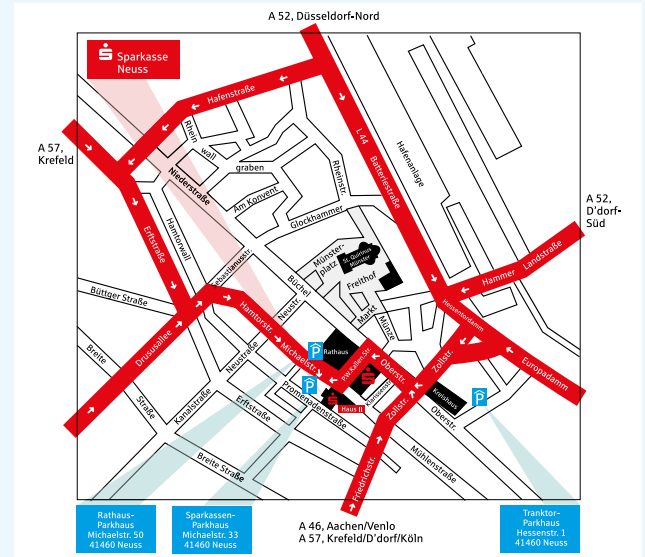 A 52, Düsseldorf-Nord
Sparkasse
Neuss
Hafenstraße
A 57,
Krefeld
Rhein
wall
graben
Niederstraße
Am Konvent
Rheinstr.
Glockhammer
L 44
Batteriestraße
Hafenanlage
A 52,
D'dorf-
Süd
Hammer Landstraße
Erftstraße
Hamtorwall
Sebastianusstr.
Münster-
platz
St. Quirinus
Münster
Freithof
Büchel
Neustr.
Markt
Münze
Hessentordamm
Büttger Straße
Drususallee
Hamtorstr.
Michaelstr.
P
Rathaus
P.W.Kallen Str.
Oberstr.
Zollstr.
Europadamm
Breite
Straße
Neustraße
Kanalstraße
Erftstraße
Promenadenstraße
P
Haus II
Klarissenstr.
Zollstr.
Kreishaus
P
Oberstr.
Breite Straße
Mühlenstraße
Friedrichstr.
Rathaus-
Parkhaus
Michaelstr. 50
41460 Neuss
Sparkassen-
Parkhaus
Michaelstr. 33
41460 Neuss
A 46, Aachen/Venlo
A 57, Krefeld/D'dorf/Köln
Tranktor-
Parkhaus
Hessenstr. 1
41460 Neuss